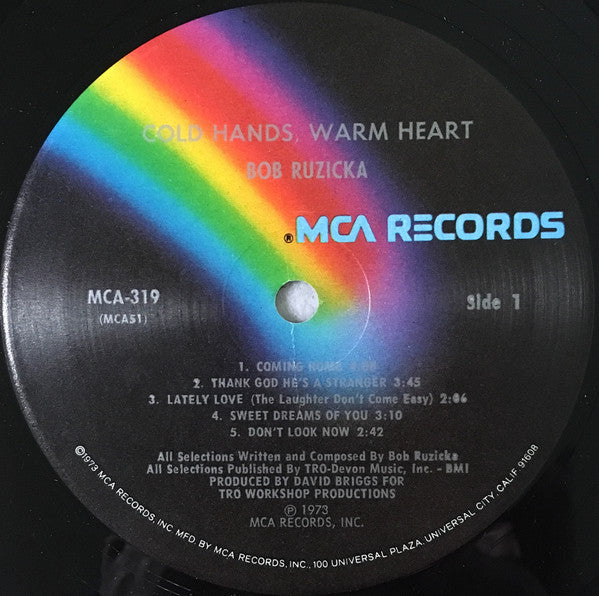 COLD HANDS, WARM HEART
BOB RUZICKA
®MCA RECORDS
MCA-319
(MCA51)
Side 1
1. COMING HOME
2. THANK GOD HE'S A STRANGER 3:45
3. LATELY LOVE (The Laughter Don't Come Easy) 2:06
4. SWEET DREAMS OF YOU 3:10
5. DON'T LOOK NOW 2:42
All Selections Written and Composed By Bob Ruzicka
All Selections Published By TRO-Devon Music, Inc. - BMI
PRODUCED BY DAVID BRIGGS FOR
TRO WORKSHOP PRODUCTIONS
℗ 1973
MCA RECORDS, INC.
©1973 MCA RECORDS, INC MFD BY MCA RECORDS, INC., 100 UNIVERSAL PLAZA, UNIVERSAL CITY, CALIF. 91608